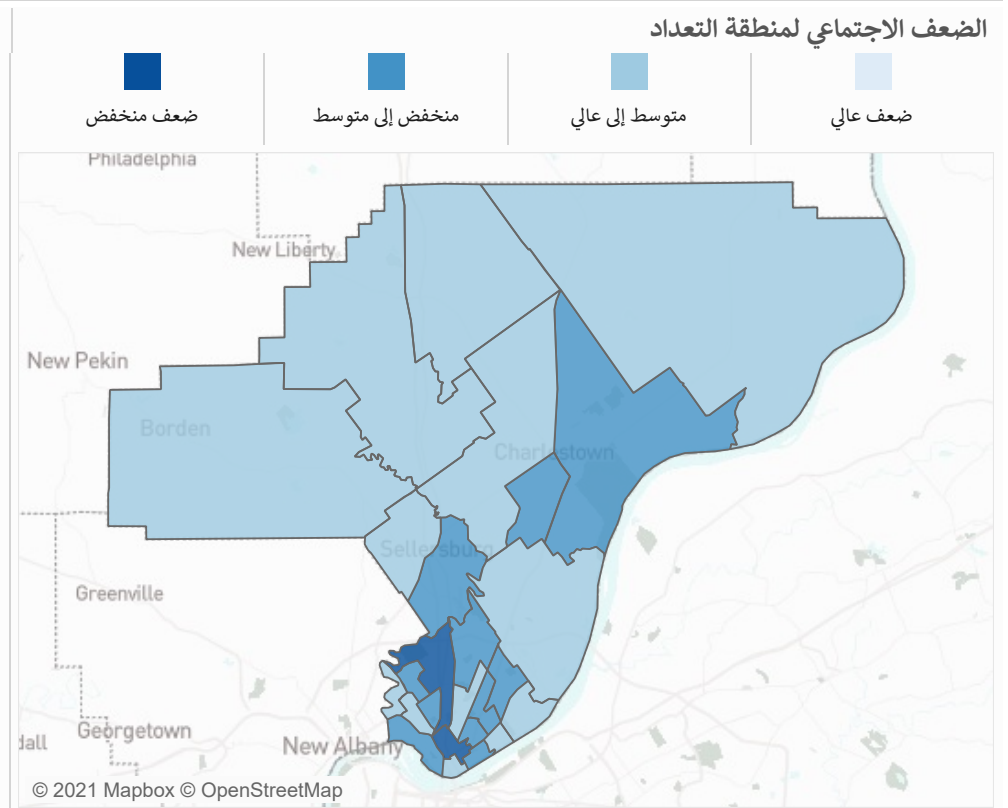 الضعف الاجتماعي لمنطقة التعداد
ضعف عالي
متوسط إلى عالي
منخفض إلى متوسط
ضعف منخفض
Philadelphia
New Liberty
New Pekin
Borden
Charlestown
Sellersburg
Greenville
Georgetown
dall
New Albany
© 2021 Mapbox © OpenStreetMap